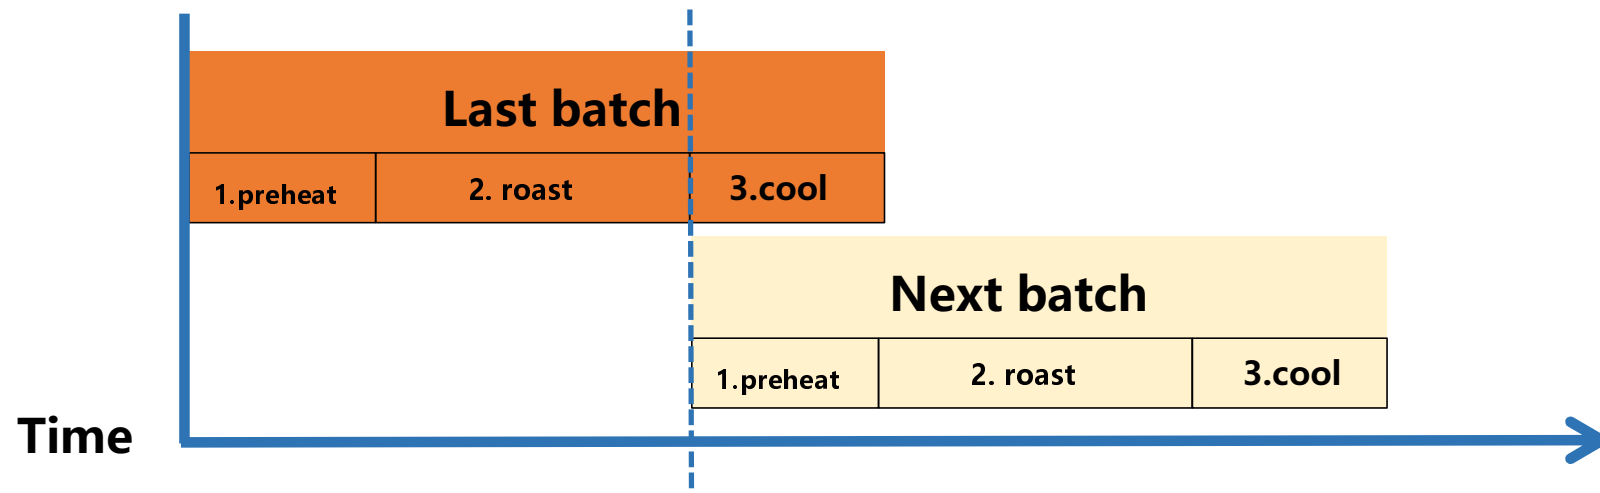 Last batch
1.preheat
2. roast
3.cool
Next batch
1.preheat
2. roast
3.cool
Time